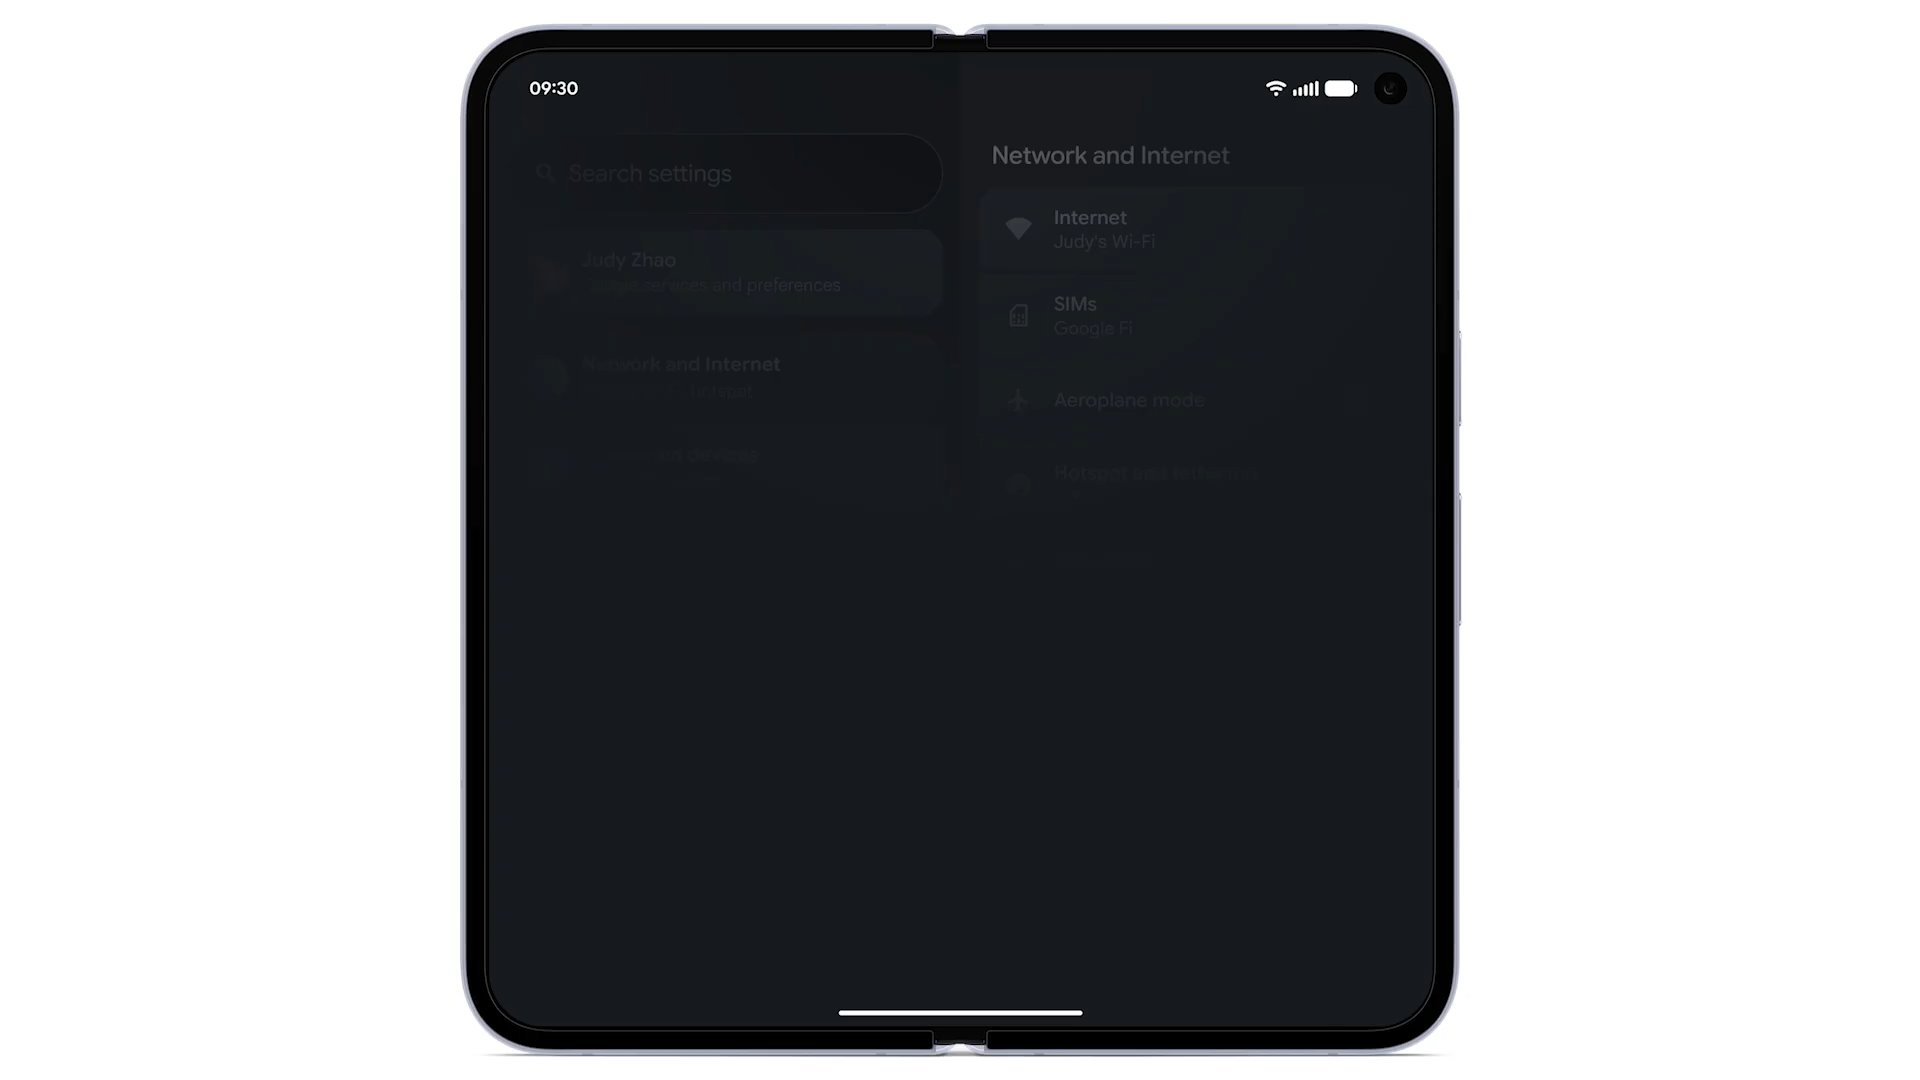 09:30
Search settings
Judy Zhao
services and preferences
Network and Internet
devices
Network and Internet
Internet
Judy's Wi-Fi
SIMs
Google Fi
Aeroplane mode
Hotspot and tethering